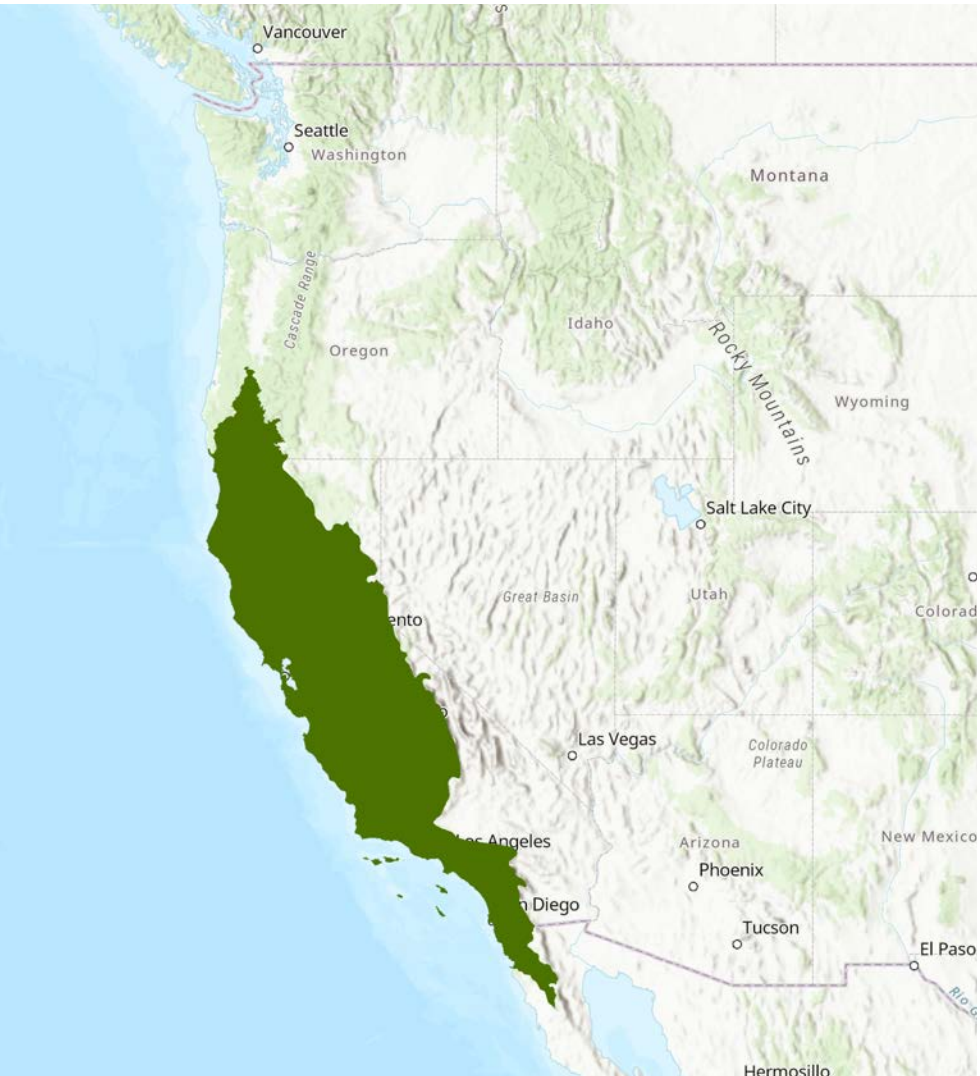 S
Vancouver
Seattle
Washington
Montana
Cascade Range
Idaho
Oregon
Rocky Mountains
Wyoming
Salt Lake City
Great Basin
Utah
Colorad
ento
o
Las Vegas
Colorado
Plateau
Los Angeles
Arizona
New Mexico
Phoenix
n Diego
Tucson
El Paso
Rio G
Hermosillo